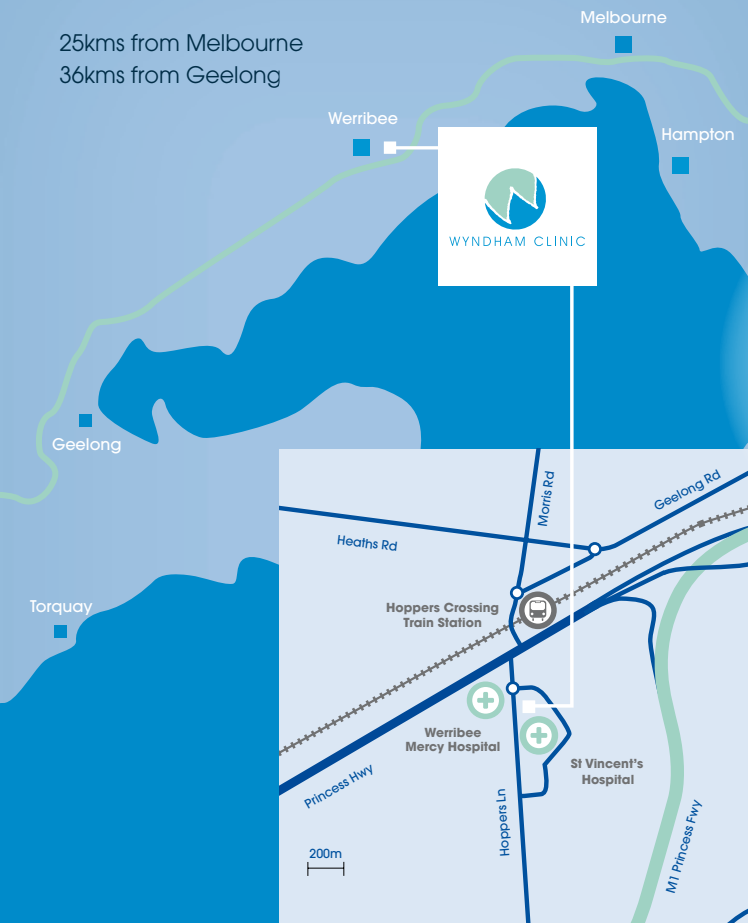 Melbourne
25kms from Melbourne
36kms from Geelong
Werribee
Hampton
WYNDHAM CLINIC
Geelong
Morris Rd
Geelong Rd
Heaths Rd
Hoppers Crossing
Train Station
Torquay
Werribee
Mercy Hospital
St Vincent's
Hospital
Princess Hwy
Hoppers Ln
M1 Princess Fwy
200m